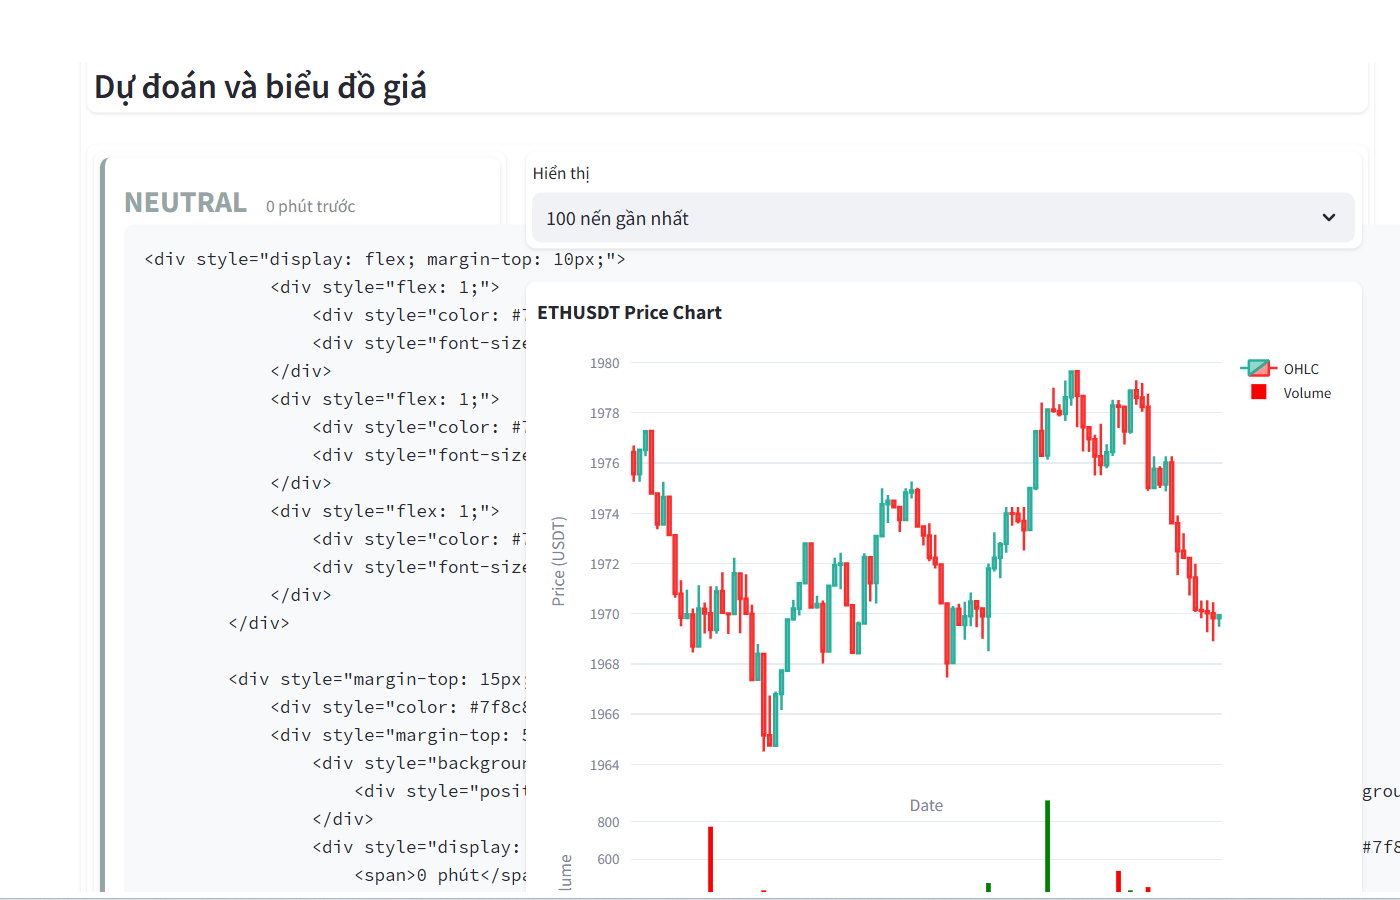 Dự đoán và biểu đồ giá
NEUTRAL 0 phút trước
<div style="display: flex; margin-top: 10px;">
<div style="flex: 1;">
<div style="color: #7
<div style="font-size
</div>
<div style="flex: 1;">
<div style="color: #7
<div style="font-size
</div>
<div style="flex: 1;">
<div style="color: #7
<div style="font-size
</div>
</div>
<div style="margin-top: 15px;
<div style="color: #7f8c8
<div style="margin-top: 5
<div style="backgroun
<div style="posit
</div>
<div style="display:
<span>0 phút</spa
Hiển thị
100 nến gần nhất
ETHUSDT Price Chart
1980
1978
1976
1974
1972
1970
1968
1966
1964
Price (USDT)
OHLC
Volume
Date
800
600
lume
grou
#7f8